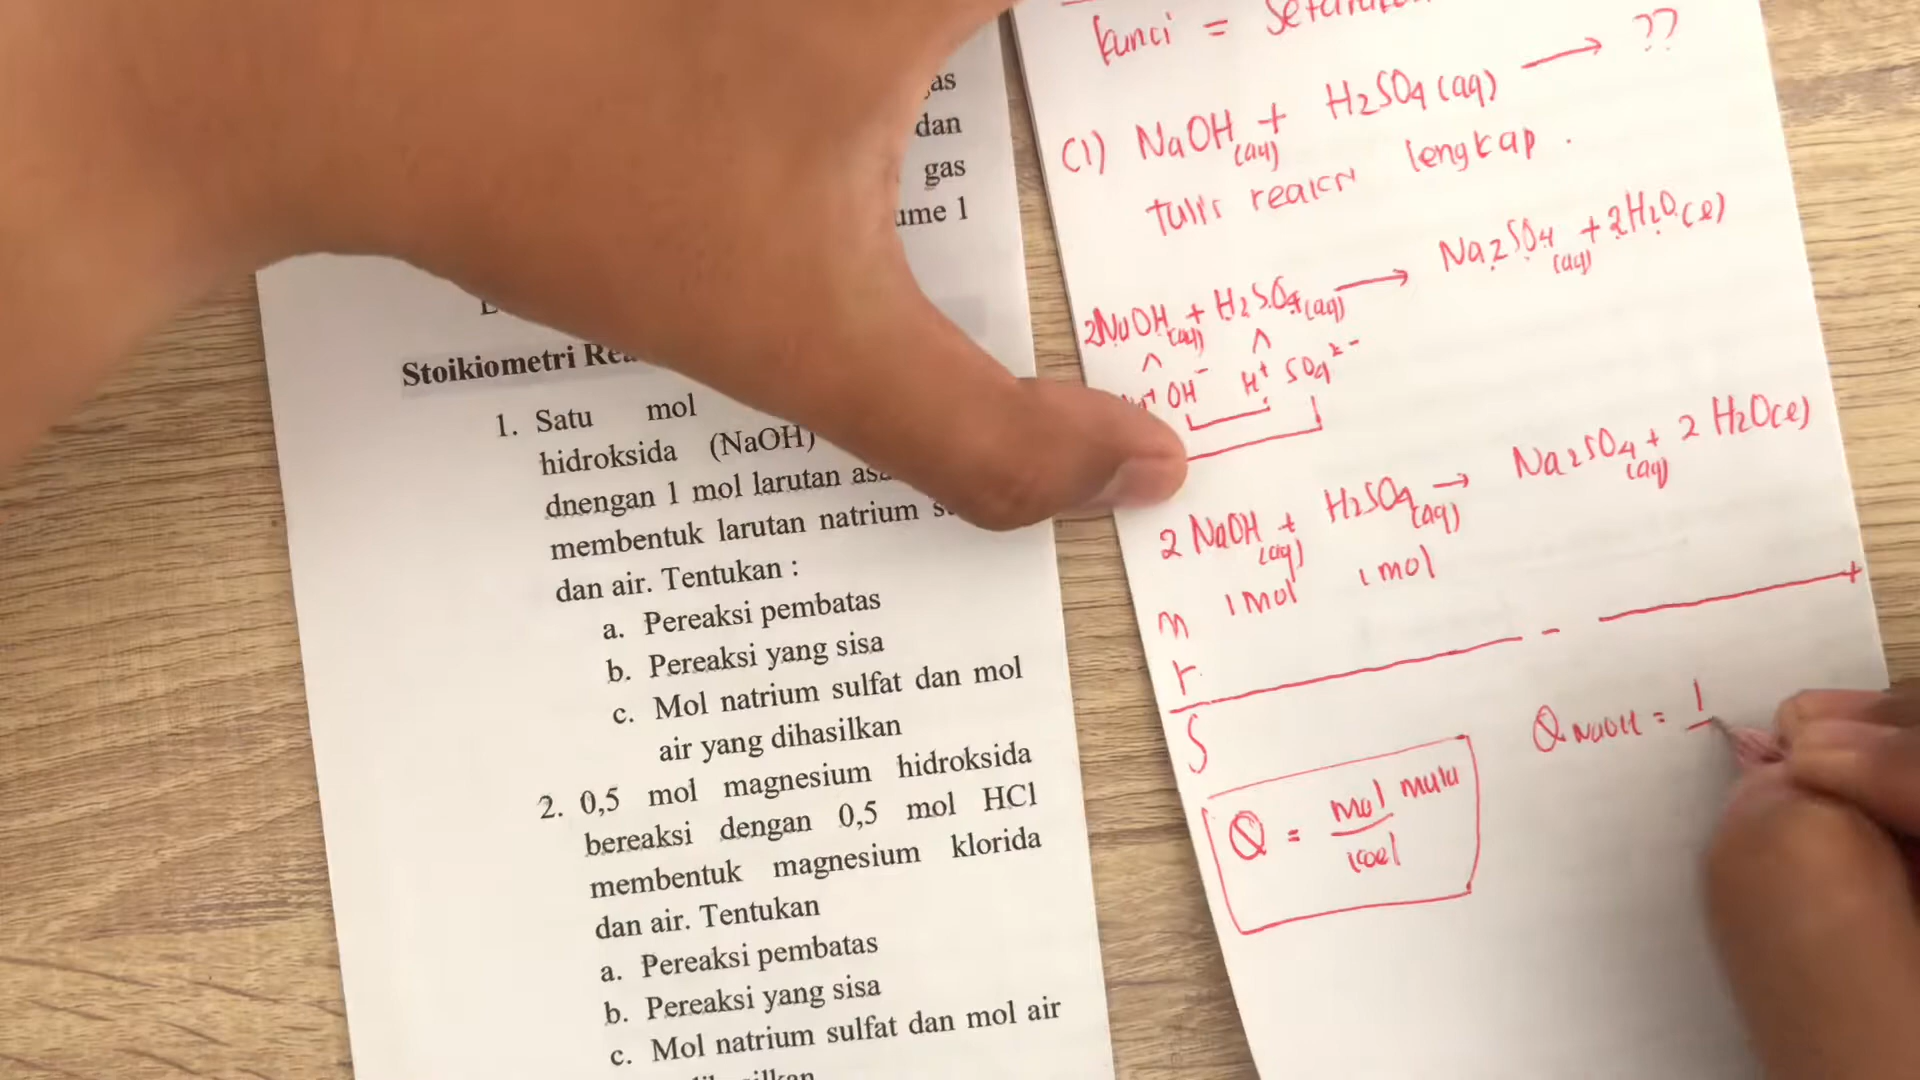 as
dan
gas
ume 1
Stoikiometri
1. Satu mol
hidroksida (NaOH)
dnengan 1 mol larutan
membentuk larutan natrium
dan air. Tentukan :
a. Pereaksi pembatas
b. Pereaksi yang sisa
c. Mol natrium sulfat dan mol
air yang dihasilkan
2. 0,5 mol magnesium hidroksida
bereaksi dengan 0,5 mol HCl
membentuk magnesium klorida
dan air. Tentukan
a. Pereaksi pembatas
b. Pereaksi yang sisa
c. Mol natrium sulfat dan mol air
kunci =
(1) NaOH (aq) + H2SO4 (aq) → ??
tulis reaksi lengkap .
2NaOH (aq) + H2SO4 (aq) → Na2SO4 (aq) + 2H2O(l)
OH⁻ H⁺ SO4²⁻
2 NaOH (aq) + H2SO4 (aq) → Na2SO4 (aq) + 2 H2O(l)
m 1 mol 1 mol
r - +
s
Q NaOH = 1
Q = mol mula / koef